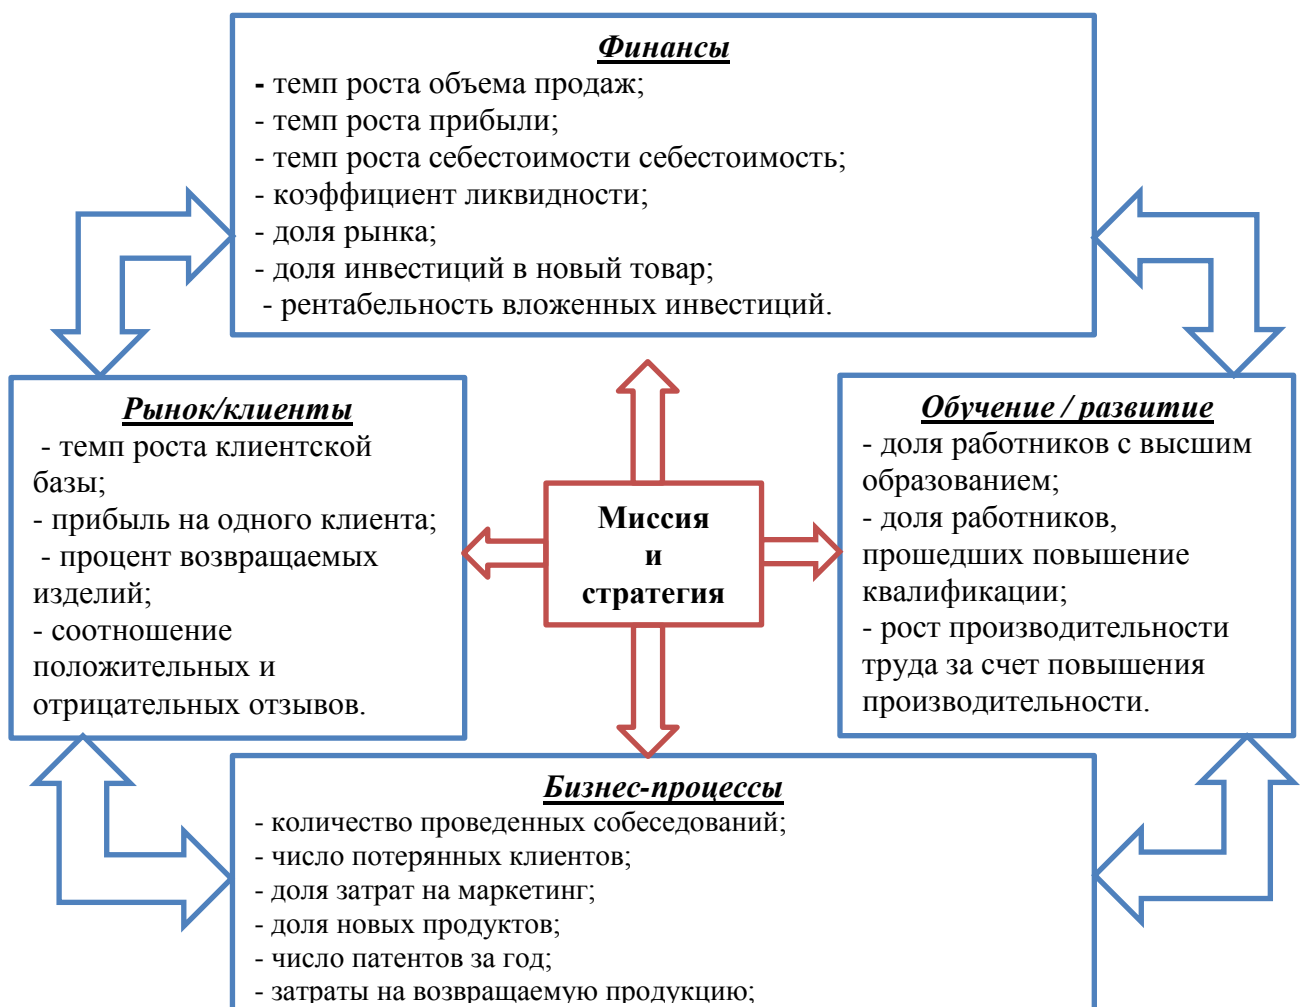 Финансы
- темп роста объема продаж;
- темп роста прибыли;
- темп роста себестоимости себестоимость;
- коэффициент ликвидности;
- доля рынка;
- доля инвестиций в новый товар;
- рентабельность вложенных инвестиций.
Рынок/клиенты
- темп роста клиентской
базы;
- прибыль на одного клиента;
- процент возвращаемых
изделий;
- соотношение
положительных и
отрицательных отзывов.
Миссия
и
стратегия
Обучение / развитие
- доля работников с высшим
образованием;
- доля работников,
прошедших повышение
квалификации;
- рост производительности
труда за счет повышения
производительности.
Бизнес-процессы
- количество проведенных собеседований;
- число потерянных клиентов;
- доля затрат на маркетинг;
- доля новых продуктов;
- число патентов за год;
- затраты на возвращаемую продукцию;